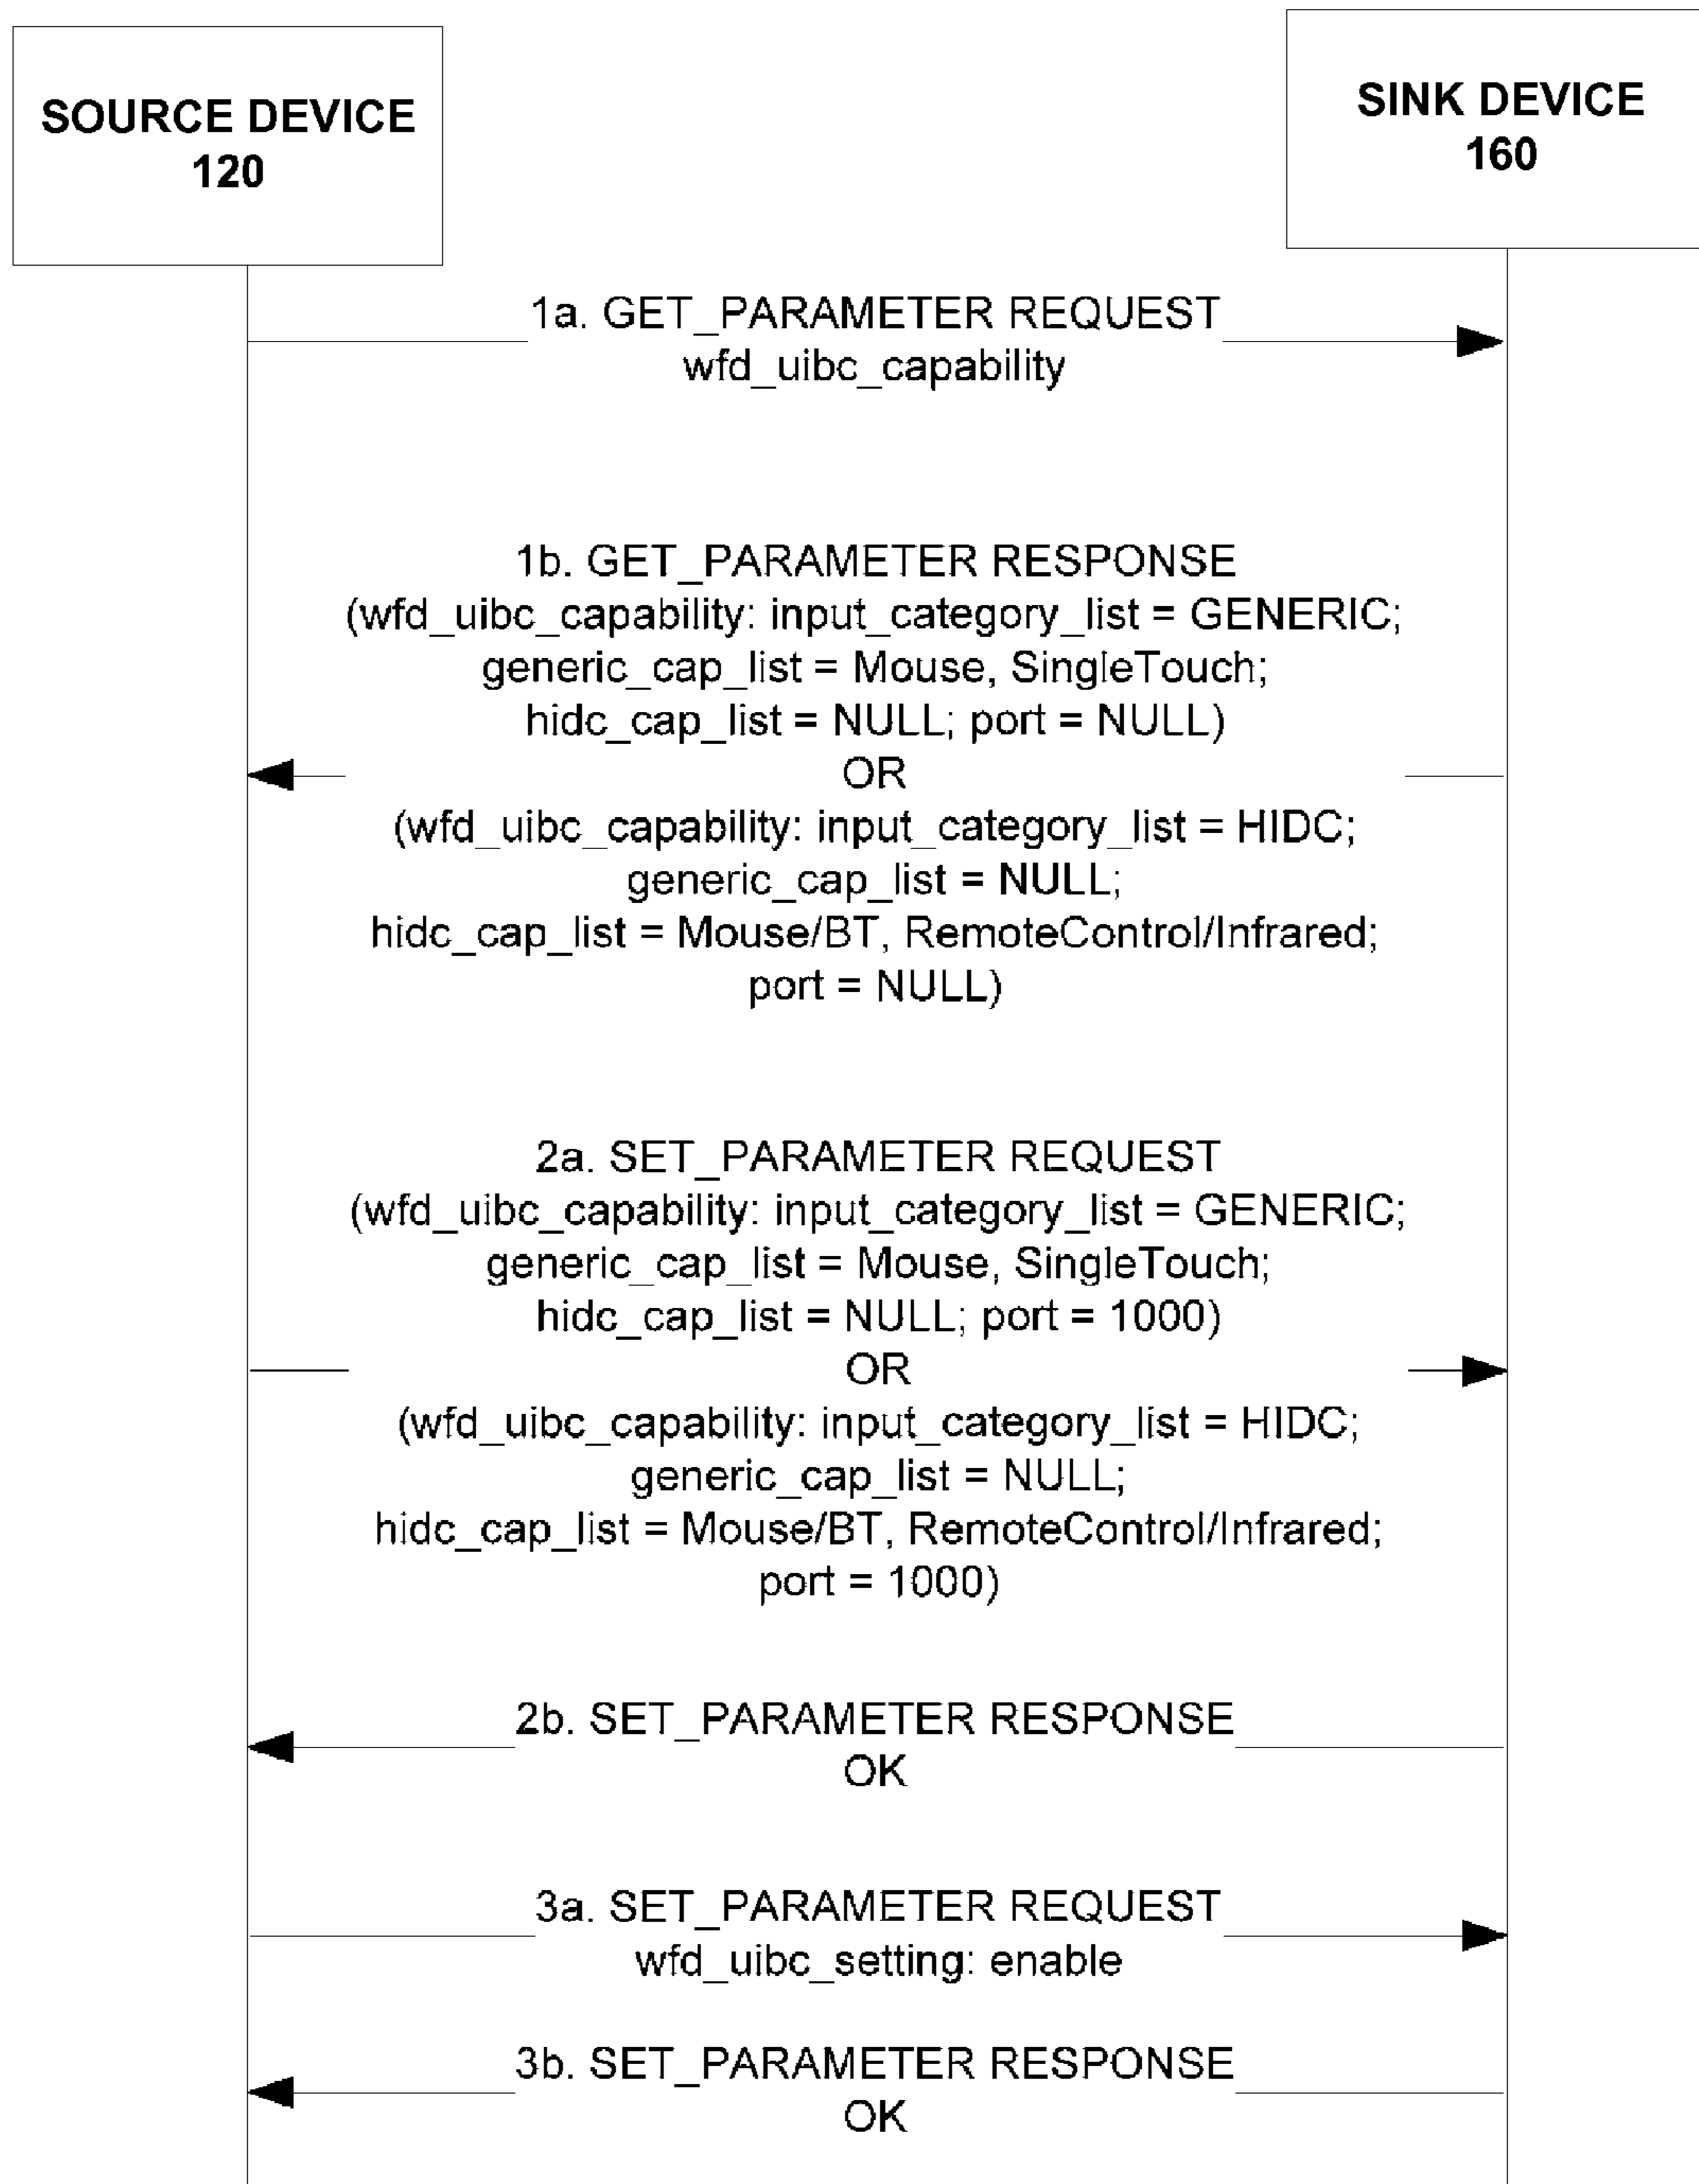 SOURCE DEVICE
120
SINK DEVICE
160
1a. GET_PARAMETER REQUEST
wfd_uibc_capability
1b. GET_PARAMETER RESPONSE
(wfd_uibc_capability: input_category_list = GENERIC;
generic_cap_list = Mouse, SingleTouch;
hidc_cap_list = NULL; port = NULL)
OR
(wfd_uibc_capability: input_category_list = HIDC;
generic_cap_list = NULL;
hidc_cap_list = Mouse/BT, RemoteControl/Infrared;
port = NULL)
2a. SET_PARAMETER REQUEST
(wfd_uibc_capability: input_category_list = GENERIC;
generic_cap_list = Mouse, SingleTouch;
hidc_cap_list = NULL; port = 1000)
OR
(wfd_uibc_capability: input_category_list = HIDC;
generic_cap_list = NULL;
hidc_cap_list = Mouse/BT, RemoteControl/Infrared;
port = 1000)
2b. SET_PARAMETER RESPONSE
OK
3a. SET_PARAMETER REQUEST
wfd_uibc_setting: enable
3b. SET_PARAMETER RESPONSE
OK